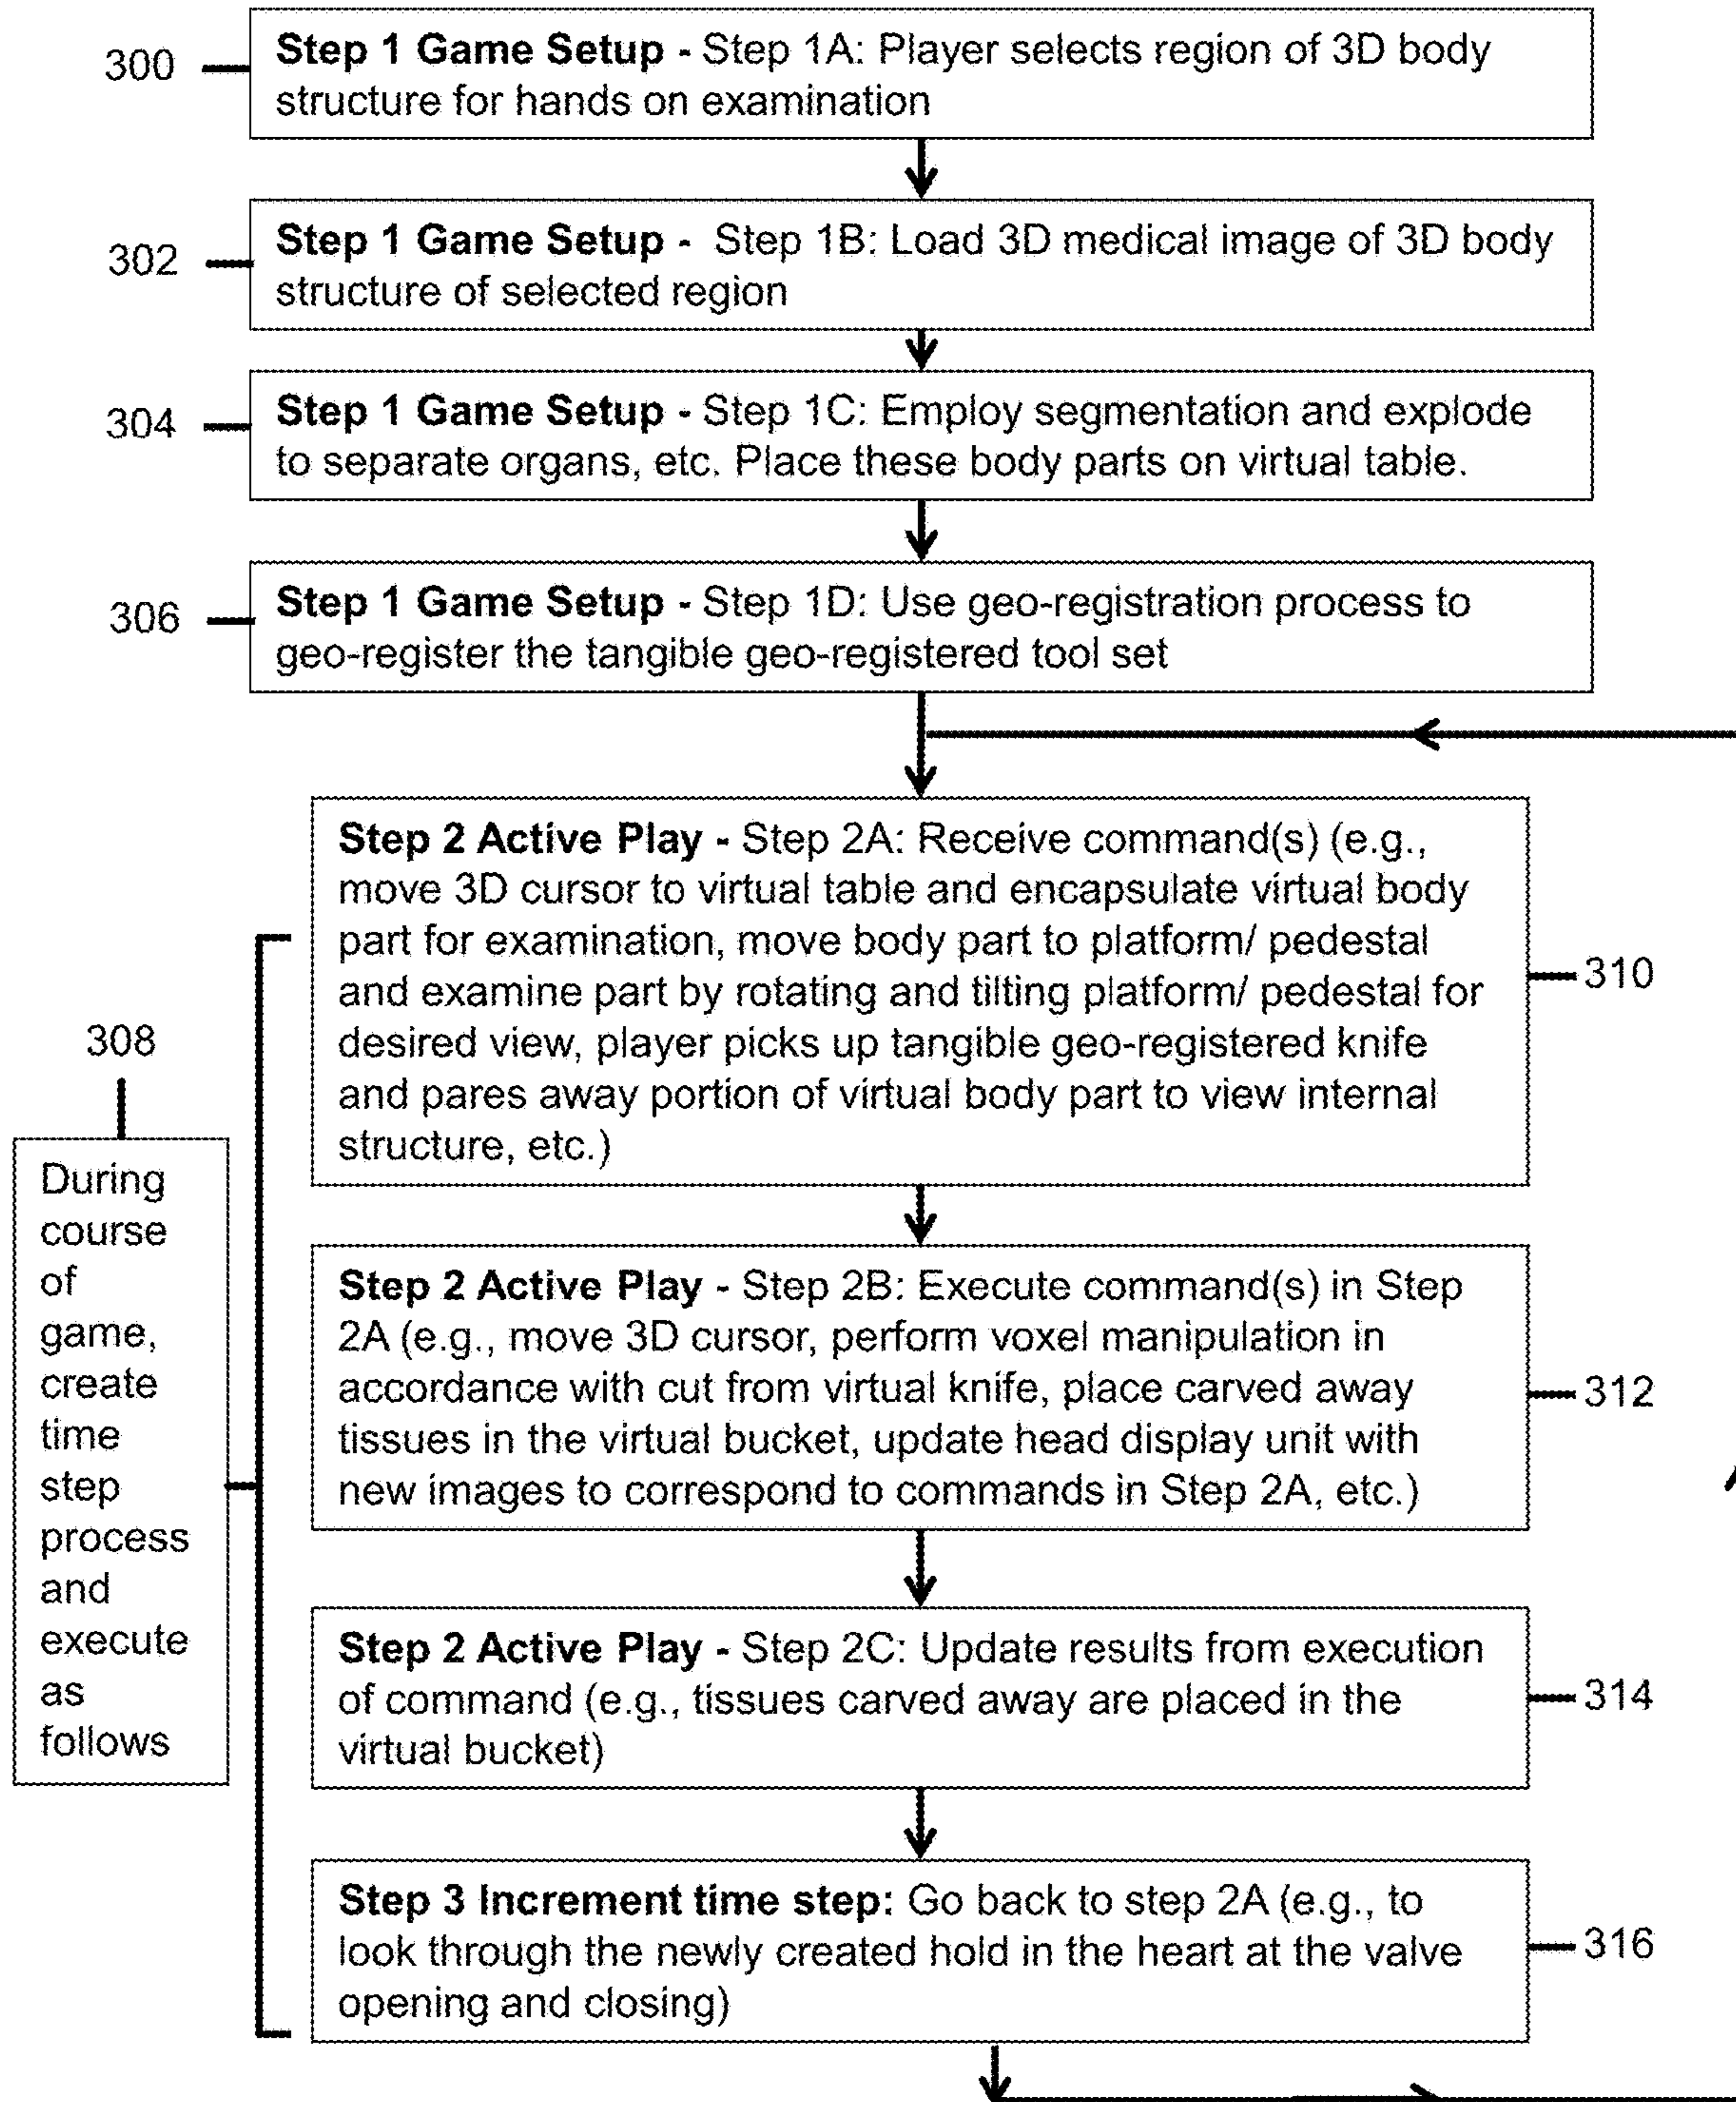 300
Step 1 Game Setup - Step 1A: Player selects region of 3D body
structure for hands on examination
302
Step 1 Game Setup - Step 1B: Load 3D medical image of 3D body
structure of selected region
304
Step 1 Game Setup - Step 1C: Employ segmentation and explode
to separate organs, etc. Place these body parts on virtual table.
306
Step 1 Game Setup - Step 1D: Use geo-registration process to
geo-register the tangible geo-registered tool set
308
During
course
of
game,
create
time
step
process
and
execute
as
follows
Step 2 Active Play - Step 2A: Receive command(s) (e.g.,
move 3D cursor to virtual table and encapsulate virtual body
part for examination, move body part to platform/ pedestal
and examine part by rotating and tilting platform/ pedestal for
desired view, player picks up tangible geo-registered knife
and pares away portion of virtual body part to view internal
structure, etc.)
310
Step 2 Active Play - Step 2B: Execute command(s) in Step
2A (e.g., move 3D cursor, perform voxel manipulation in
accordance with cut from virtual knife, place carved away
tissues in the virtual bucket, update head display unit with
new images to correspond to commands in Step 2A, etc.)
312
Step 2 Active Play - Step 2C: Update results from execution
of command (e.g., tissues carved away are placed in the
virtual bucket)
314
Step 3 Increment time step: Go back to step 2A (e.g., to
look through the newly created hold in the heart at the valve
opening and closing)
316